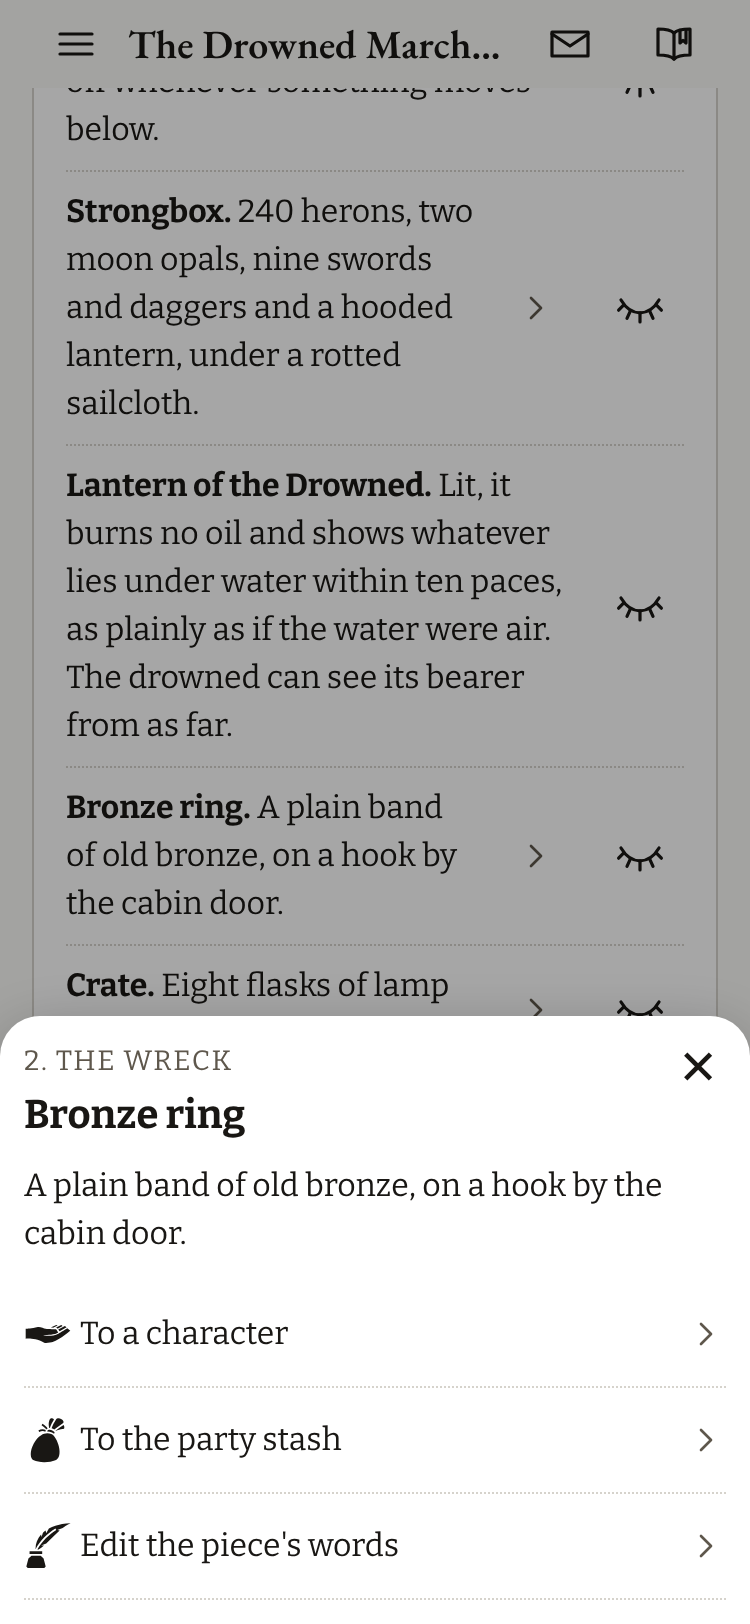 The Drowned March...
on whenever something moves
below.
Strongbox. 240 herons, two
moon opals, nine swords
and daggers and a hooded
lantern, under a rotted
sailcloth.
Lantern of the Drowned. Lit, it
burns no oil and shows whatever
lies under water within ten paces,
as plainly as if the water were air.
The drowned can see its bearer
from as far.
Bronze ring. A plain band
of old bronze, on a hook by
the cabin door.
Crate. Eight flasks of lamp
2. THE WRECK
Bronze ring
A plain band of old bronze, on a hook by the
cabin door.
To a character
To the party stash
Edit the piece's words